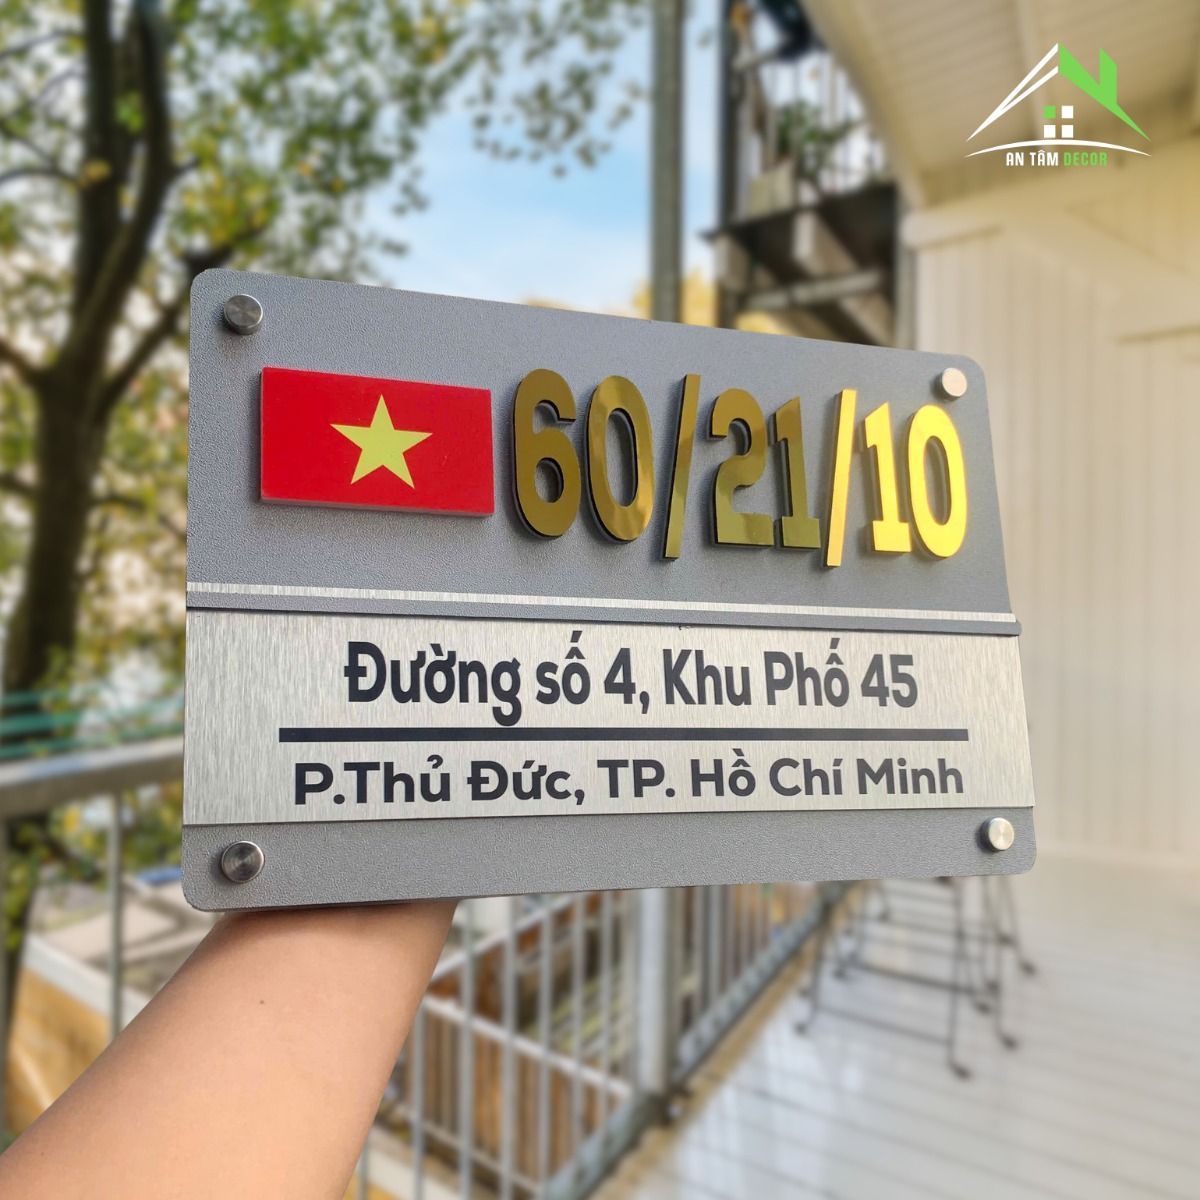 AN TÂM DECOR
60/21/10
Đường số 4, Khu Phố 45
P.Thủ Đức, TP. Hồ Chí Minh